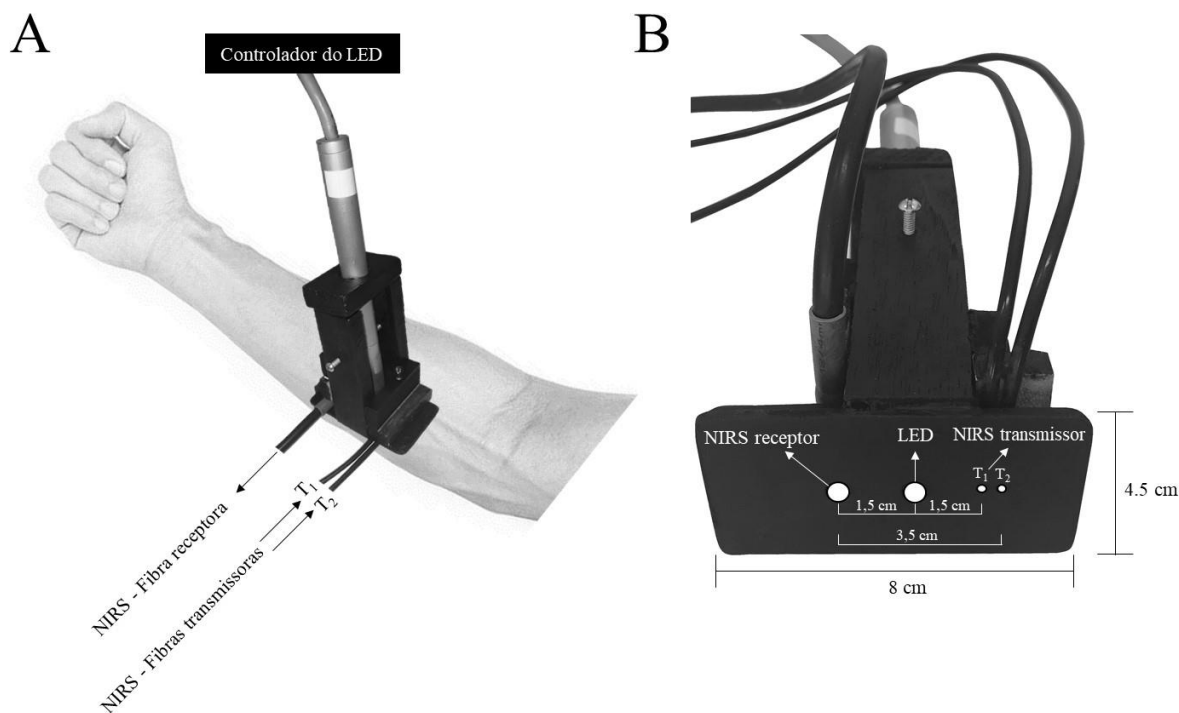 A
Controlador do LED
T1
T2
NIRS - Fibra receptora
NIRS - Fibras transmissoras
B
NIRS receptor
LED
NIRS transmissor
T1 T2
1,5 cm
1,5 cm
3,5 cm
4.5 cm
8 cm